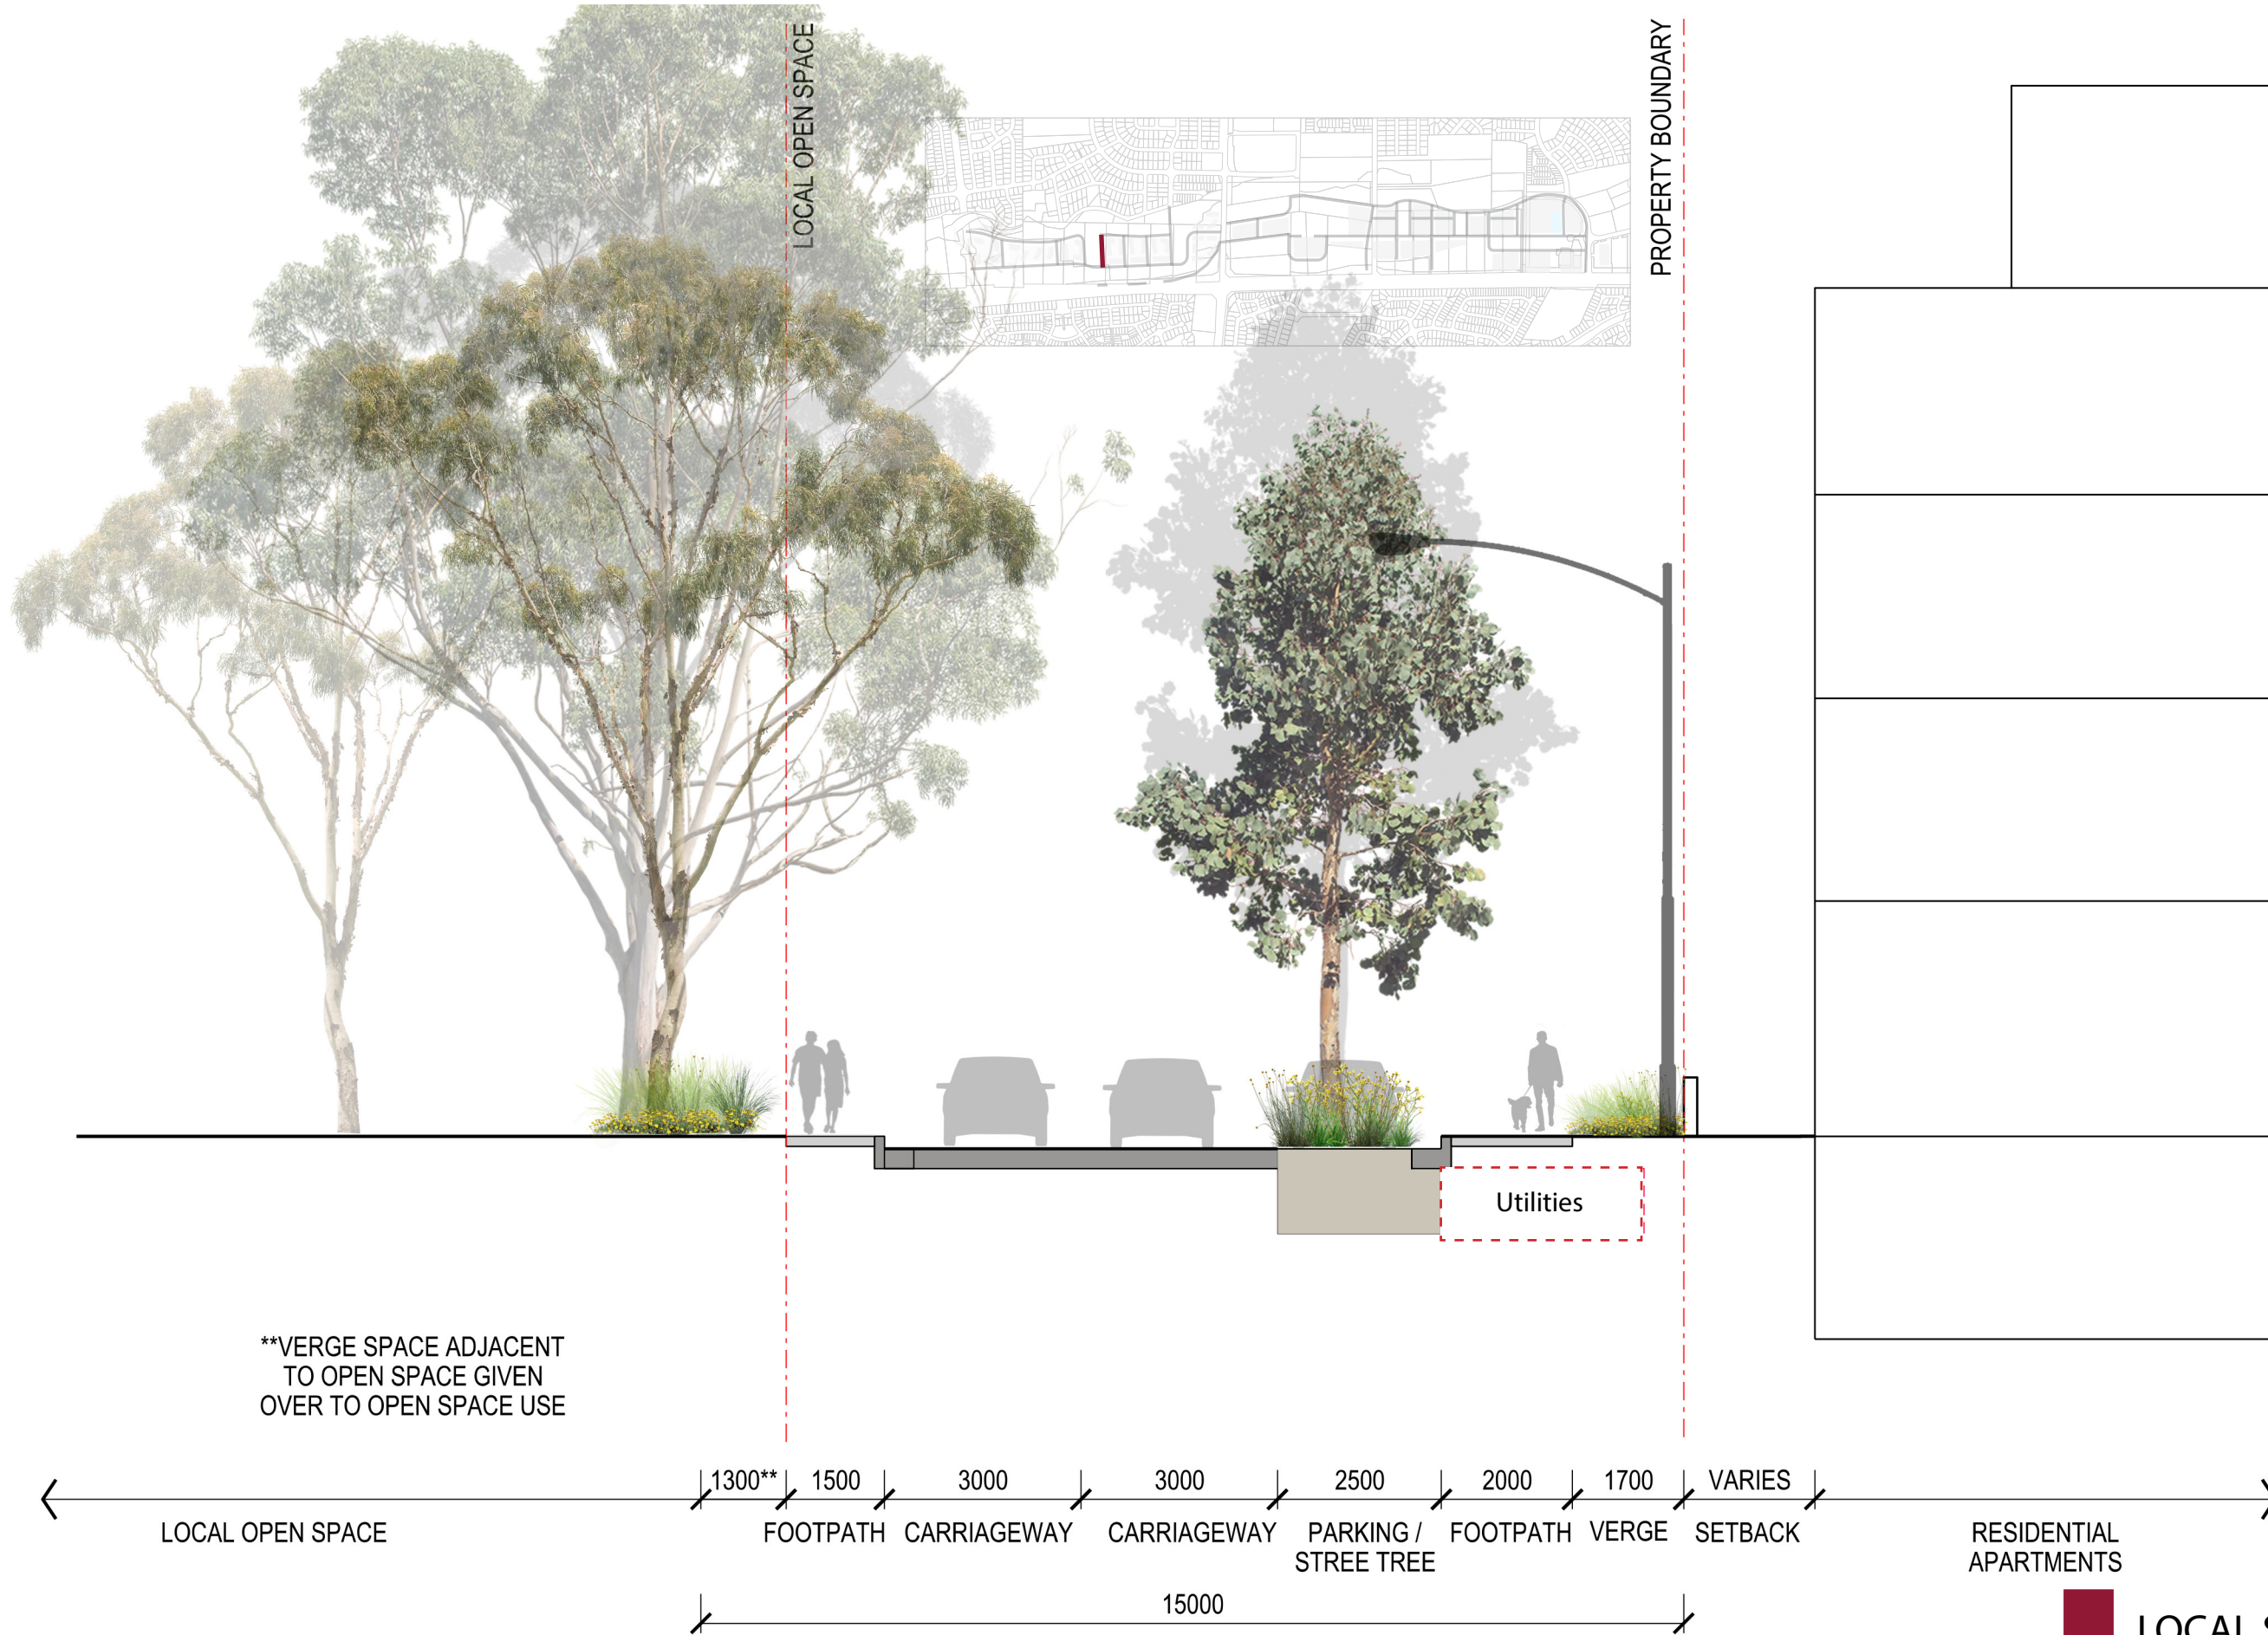 LOCAL OPEN SPACE
PROPERTY BOUNDARY
Utilities
**VERGE SPACE ADJACENT
TO OPEN SPACE GIVEN
OVER TO OPEN SPACE USE
1300** 1500 3000 3000 2500 2000 1700 VARIES
LOCAL OPEN SPACE FOOTPATH CARRIAGEWAY CARRIAGEWAY PARKING / FOOTPATH VERGE SETBACK RESIDENTIAL
STREE TREE APARTMENTS
15000
LOCAL